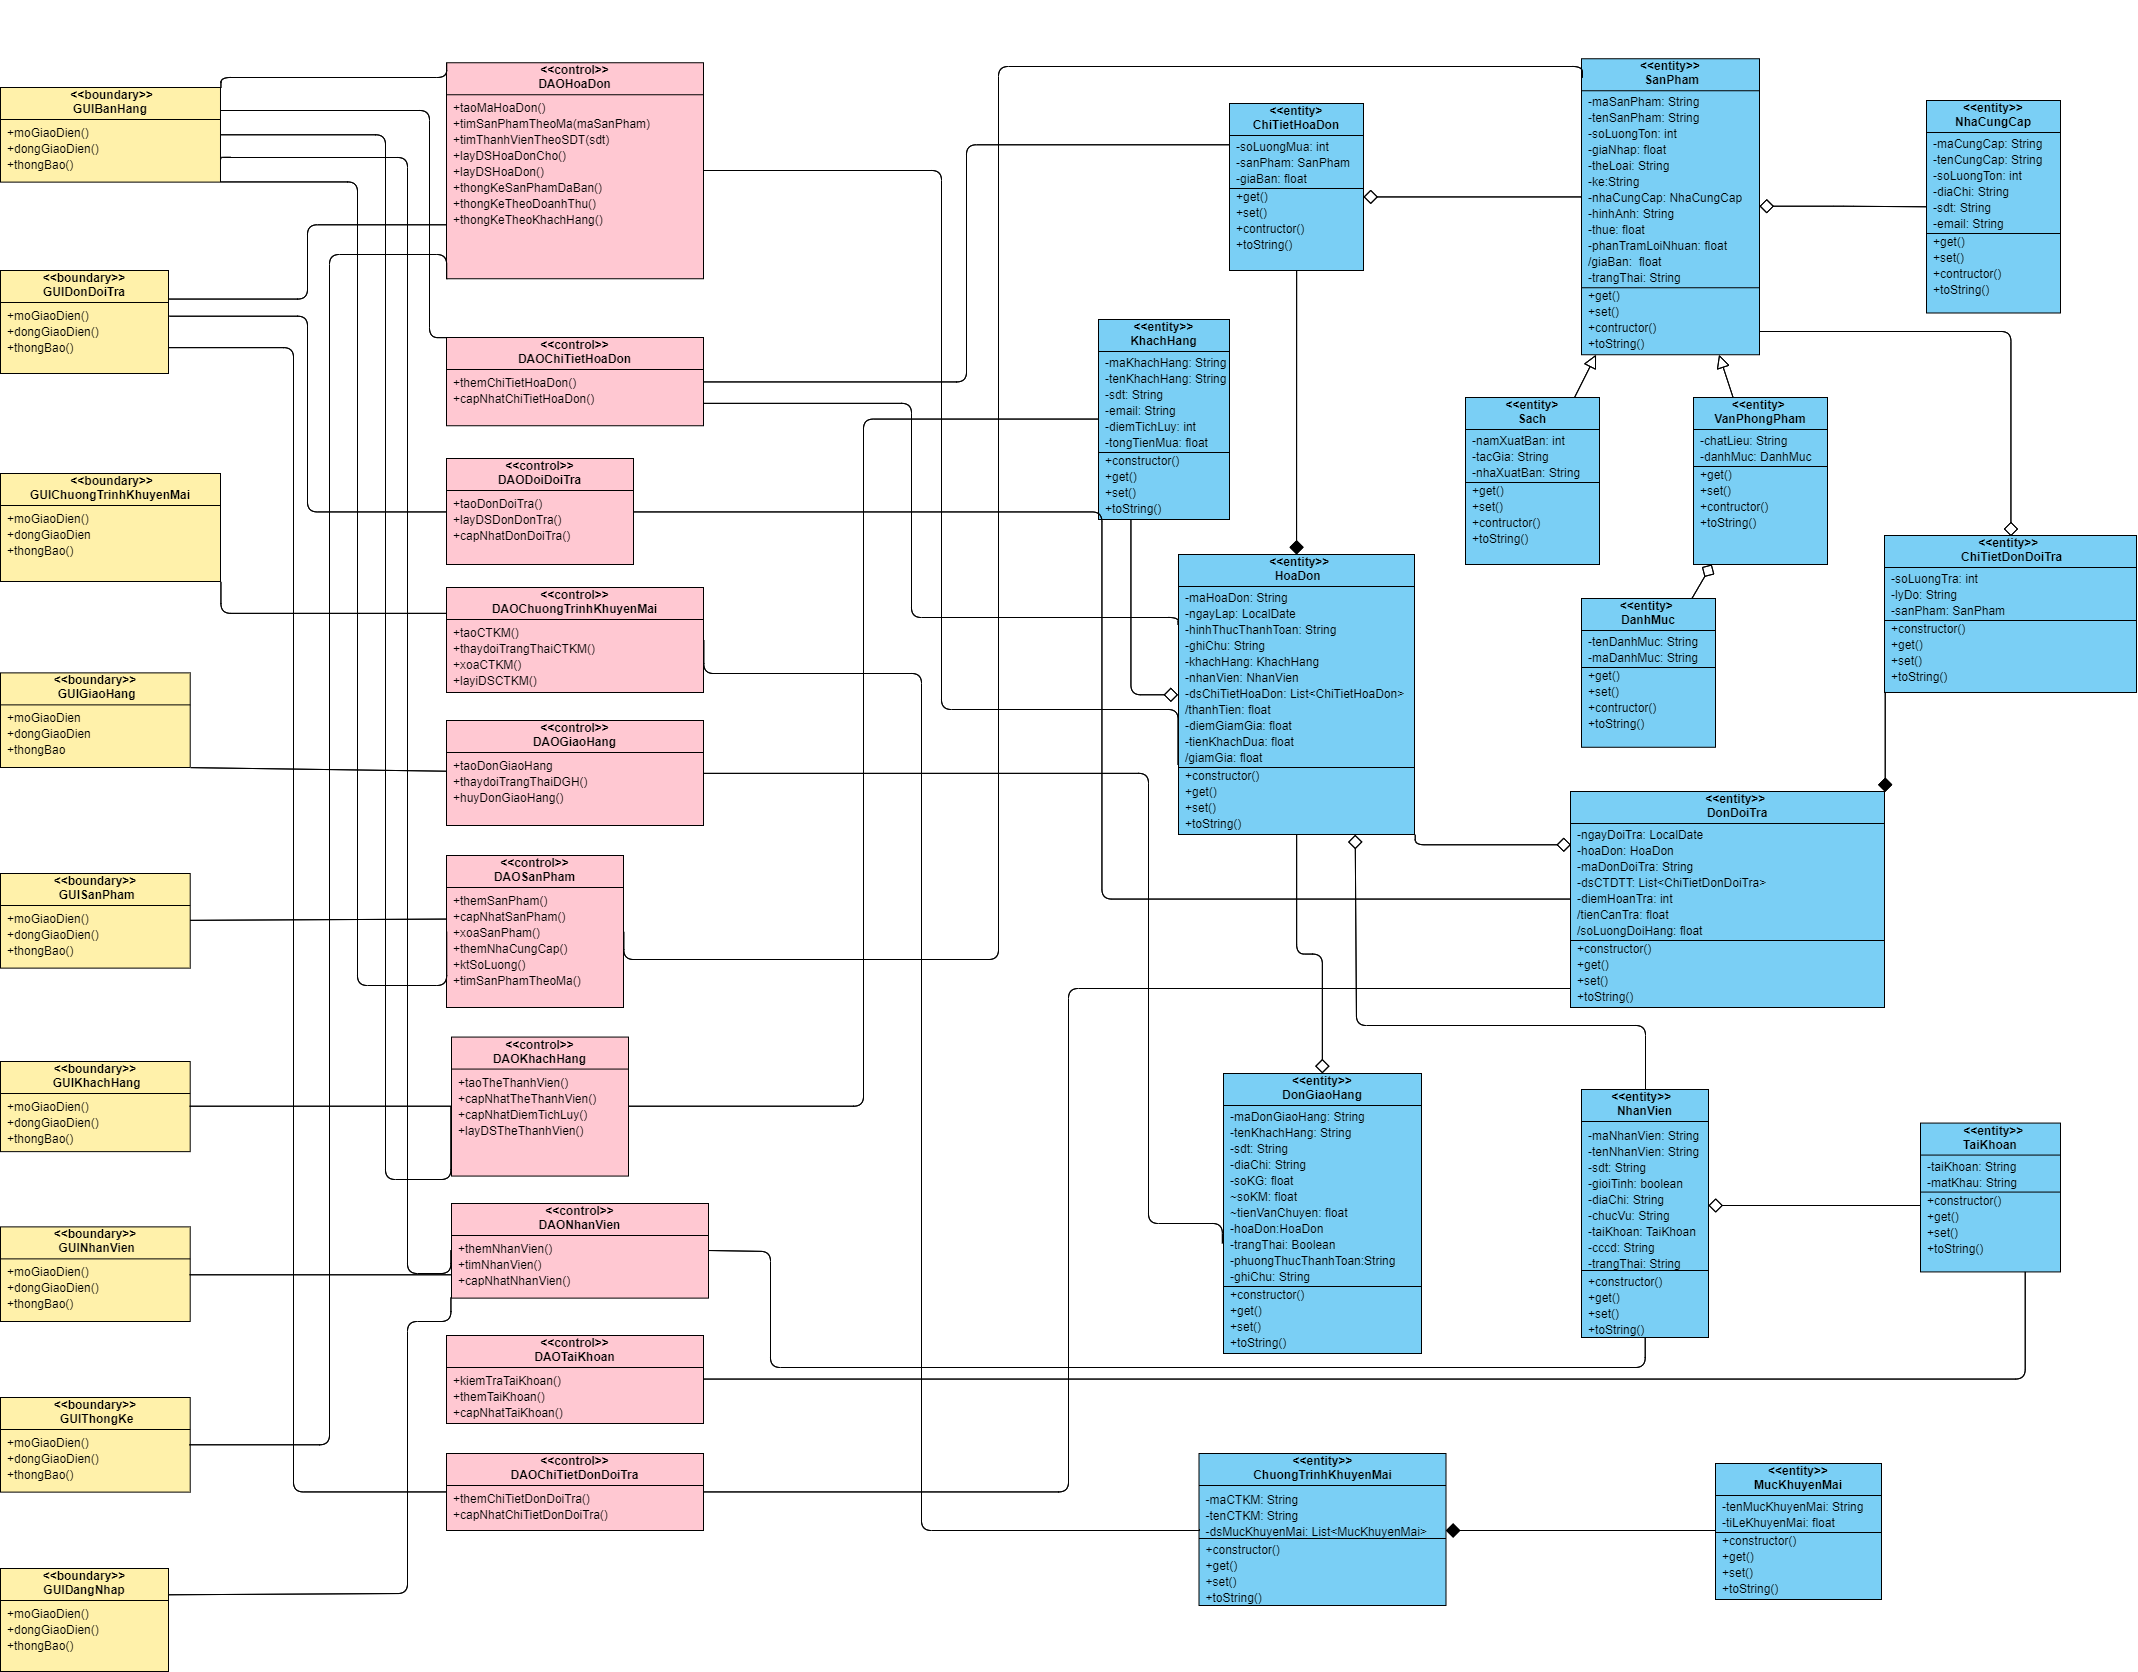 <<boundary>>
GUIBanHang
+moGiaoDien()
+dongGiaoDien()
+thongBao()
<<boundary>>
GUIDonDoiTra
+moGiaoDien()
+dongGiaoDien()
+thongBao()
<<boundary>>
GUIChuongTrinhKhuyenMai
+moGiaoDien()
+dongGiaoDien
+thongBao()
<<boundary>>
GUIGiaoHang
+moGiaoDien
+dongGiaoDien
+thongBao
<<boundary>>
GUISanPham
+moGiaoDien()
+dongGiaoDien()
+thongBao()
<<boundary>>
GUIKhachHang
+moGiaoDien()
+dongGiaoDien()
+thongBao()
<<boundary>>
GUINhanVien
+moGiaoDien()
+dongGiaoDien()
+thongBao()
<<boundary>>
GUIThongKe
+moGiaoDien()
+dongGiaoDien()
+thongBao()
<<boundary>>
GUIDangNhap
+moGiaoDien()
+dongGiaoDien()
+thongBao()
<<control>>
DAOHoaDon
+taoMaHoaDon()
+timSanPhamTheoMa(maSanPham)
+timThanhVienTheoSDT(sdt)
+layDSHoaDonCho()
+layDSHoaDon()
+thongKeSanPhamDaBan()
+thongKeTheoDoanhThu()
+thongKeTheoKhachHang()
<<control>>
DAOChiTietHoaDon
+themChiTietHoaDon()
+capNhatChiTietHoaDon()
<<control>>
DAODoiDoiTra
+taoDonDoiTra()
+layDSDonDonTra()
+capNhatDonDoiTra()
<<control>>
DAOChuongTrinhKhuyenMai
+taoCTKM()
+thaydoiTrangThaiCTKM()
+xoaCTKM()
+layiDSCTKM()
<<control>>
DAOGiaoHang
+taoDonGiaoHang
+thaydoiTrangThaiDGH()
+huyDonGiaoHang()
<<control>>
DAOSanPham
+themSanPham()
+capNhatSanPham()
+xoaSanPham()
+themNhaCungCap()
+ktSoLuong()
+timSanPhamTheoMa()
<<control>>
DAOKhachHang
+taoTheThanhVien()
+capNhatTheThanhVien()
+capNhatDiemTichLuy()
+layDSTheThanhVien()
<<control>>
DAONhanVien
+themNhanVien()
+timNhanVien()
+capNhatNhanVien()
<<control>>
DAOTaiKhoan
+kiemTraTaiKhoan()
+themTaiKhoan()
+capNhatTaiKhoan()
<<control>>
DAOChiTietDonDoiTra
+themChiTietDonDoiTra()
+capNhatChiTietDonDoiTra()
<<entity>
ChiTietHoaDon
-soLuongMua: int
-sanPham: SanPham
-giaBan: float
+get()
+set()
+contructor()
+toString()
<<entity>>
KhachHang
-maKhachHang: String
-tenKhachHang: String
-sdt: String
-email: String
-diemTichLuy: int
-tongTienMua: float
+constructor()
+get()
+set()
+toString()
<<entity>>
HoaDon
-maHoaDon: String
-ngayLap: LocalDate
-hinhThucThanhToan: String
-ghiChu: String
-khachHang: KhachHang
-nhanVien: NhanVien
-dsChiTietHoaDon: List<ChiTietHoaDon>
/thanhTien: float
-diemGiamGia: float
-tienKhachDua: float
/giamGia: float
+constructor()
+get()
+set()
+toString()
<<entity>>
DonGiaoHang
-maDonGiaoHang: String
-tenKhachHang: String
-sdt: String
-diaChi: String
-soKG: float
~soKM: float
~tienVanChuyen: float
-hoaDon:HoaDon
-trangThai: Boolean
-phuongThucThanhToan:String
-ghiChu: String
+constructor()
+get()
+set()
+toString()
<<entity>>
ChuongTrinhKhuyenMai
-maCTKM: String
-tenCTKM: String
-dsMucKhuyenMai: List<MucKhuyenMai>
+constructor()
+get()
+set()
+toString()
<<entity>>
SanPham
-maSanPham: String
-tenSanPham: String
-soLuongTon: int
-giaNhap: float
-theLoai: String
-ke:String
-nhaCungCap: NhaCungCap
-hinhAnh: String
-thue: float
-phanTramLoiNhuan: float
/giaBan:  float
-trangThai: String
+get()
+set()
+contructor()
+toString()
<<entity>
Sach
-namXuatBan: int
-tacGia: String
-nhaXuatBan: String
+get()
+set()
+contructor()
+toString()
<<entity>
VanPhongPham
-chatLieu: String
-danhMuc: DanhMuc
+get()
+set()
+contructor()
+toString()
<<entity>
DanhMuc
-tenDanhMuc: String
-maDanhMuc: String
+get()
+set()
+contructor()
+toString()
<<entity>>
DonDoiTra
-ngayDoiTra: LocalDate
-hoaDon: HoaDon
-maDonDoiTra: String
-dsCTDTT: List<ChiTietDonDoiTra>
-diemHoanTra: int
/tienCanTra: float
/soLuongDoiHang: float
+constructor()
+get()
+set()
+toString()
<<entity>>
NhanVien
-maNhanVien: String
-tenNhanVien: String
-sdt: String
-gioiTinh: boolean
-diaChi: String
-chucVu: String
-taiKhoan: TaiKhoan
-cccd: String
-trangThai: String
+constructor()
+get()
+set()
+toString()
<<entity>>
MucKhuyenMai
-tenMucKhuyenMai: String
-tiLeKhuyenMai: float
+constructor()
+get()
+set()
+toString()
<<entity>>
NhaCungCap
-maCungCap: String
-tenCungCap: String
-soLuongTon: int
-diaChi: String
-sdt: String
-email: String
+get()
+set()
+contructor()
+toString()
<<entity>>
ChiTietDonDoiTra
-soLuongTra: int
-lyDo: String
-sanPham: SanPham
+constructor()
+get()
+set()
+toString()
<<entity>>
TaiKhoan
-taiKhoan: String
-matKhau: String
+constructor()
+get()
+set()
+toString()